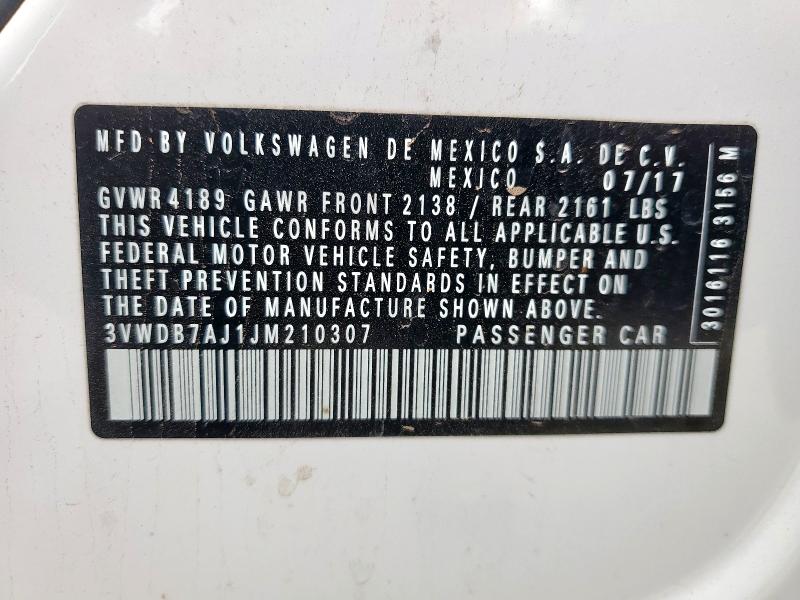 MFD BY VOLKSWAGEN DE MEXICO S.A. DE C.V.
MEXICO 07/17
GVWR 4189 GAWR FRONT 2138 / REAR 2161 LBS
THIS VEHICLE CONFORMS TO ALL APPLICABLE U.S.
FEDERAL MOTOR VEHICLE SAFETY, BUMPER AND
THEFT PREVENTION STANDARDS IN EFFECT ON
THE DATE OF MANUFACTURE SHOWN ABOVE.
3VWDB7AJ1JM210307 PASSENGER CAR
3016116 3156 M